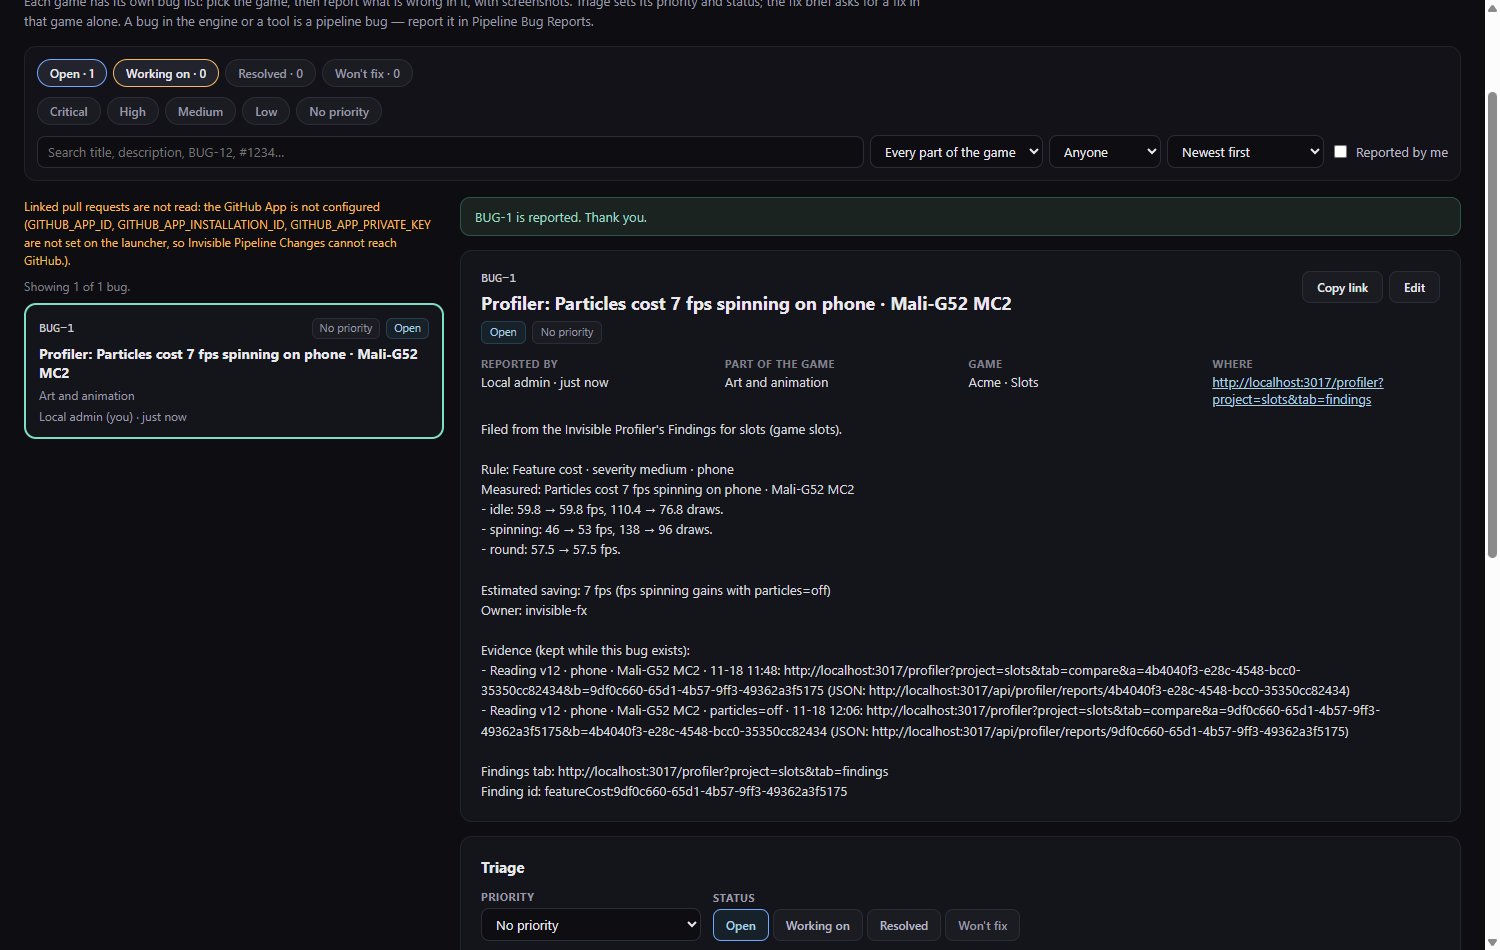 Each game has its own bug list: pick the game, then report what is wrong in it, with screenshots. Triage sets its priority and status; the fix brief asks for a fix in
that game alone. A bug in the engine or a tool is a pipeline bug — report it in Pipeline Bug Reports.
Open · 1
Working on · 0
Resolved · 0
Won't fix · 0
Critical
High
Medium
Low
No priority
Search title, description, BUG-12, #1234...
Every part of the game
Anyone
Newest first
Reported by me
Linked pull requests are not read: the GitHub App is not configured
(GITHUB_APP_ID, GITHUB_APP_INSTALLATION_ID, GITHUB_APP_PRIVATE_KEY
are not set on the launcher, so Invisible Pipeline Changes cannot reach
GitHub.).
Showing 1 of 1 bug.
BUG-1
No priority
Open
Profiler: Particles cost 7 fps spinning on phone · Mali-G52
MC2
Art and animation
Local admin (you) · just now
BUG-1 is reported. Thank you.
BUG-1
Profiler: Particles cost 7 fps spinning on phone · Mali-G52 MC2
Copy link
Edit
Open
No priority
REPORTED BY
Local admin · just now
PART OF THE GAME
Art and animation
GAME
Acme · Slots
WHERE
http://localhost:3017/profiler?
project=slots&tab=findings
Filed from the Invisible Profiler's Findings for slots (game slots).
Rule: Feature cost · severity medium · phone
Measured: Particles cost 7 fps spinning on phone · Mali-G52 MC2
- idle: 59.8 → 59.8 fps, 110.4 → 76.8 draws.
- spinning: 46 → 53 fps, 138 → 96 draws.
- round: 57.5 → 57.5 fps.
Estimated saving: 7 fps (fps spinning gains with particles=off)
Owner: invisible-fx
Evidence (kept while this bug exists):
- Reading v12 · phone · Mali-G52 MC2 · 11-18 11:48: http://localhost:3017/profiler?project=slots&tab=compare&a=4b4040f3-e28c-4548-bcc0-
35350cc82434&b=9df0c660-65d1-4b57-9ff3-49362a3f5175 (JSON: http://localhost:3017/api/profiler/reports/4b4040f3-e28c-4548-bcc0-35350cc82434)
- Reading v12 · phone · Mali-G52 MC2 · particles=off · 11-18 12:06: http://localhost:3017/profiler?project=slots&tab=compare&a=9df0c660-65d1-4b57-9ff3-
49362a3f5175&b=4b4040f3-e28c-4548-bcc0-35350cc82434 (JSON: http://localhost:3017/api/profiler/reports/9df0c660-65d1-4b57-9ff3-49362a3f5175)
Findings tab: http://localhost:3017/profiler?project=slots&tab=findings
Finding id: featureCost:9df0c660-65d1-4b57-9ff3-49362a3f5175
Triage
PRIORITY
No priority
STATUS
Open
Working on
Resolved
Won't fix